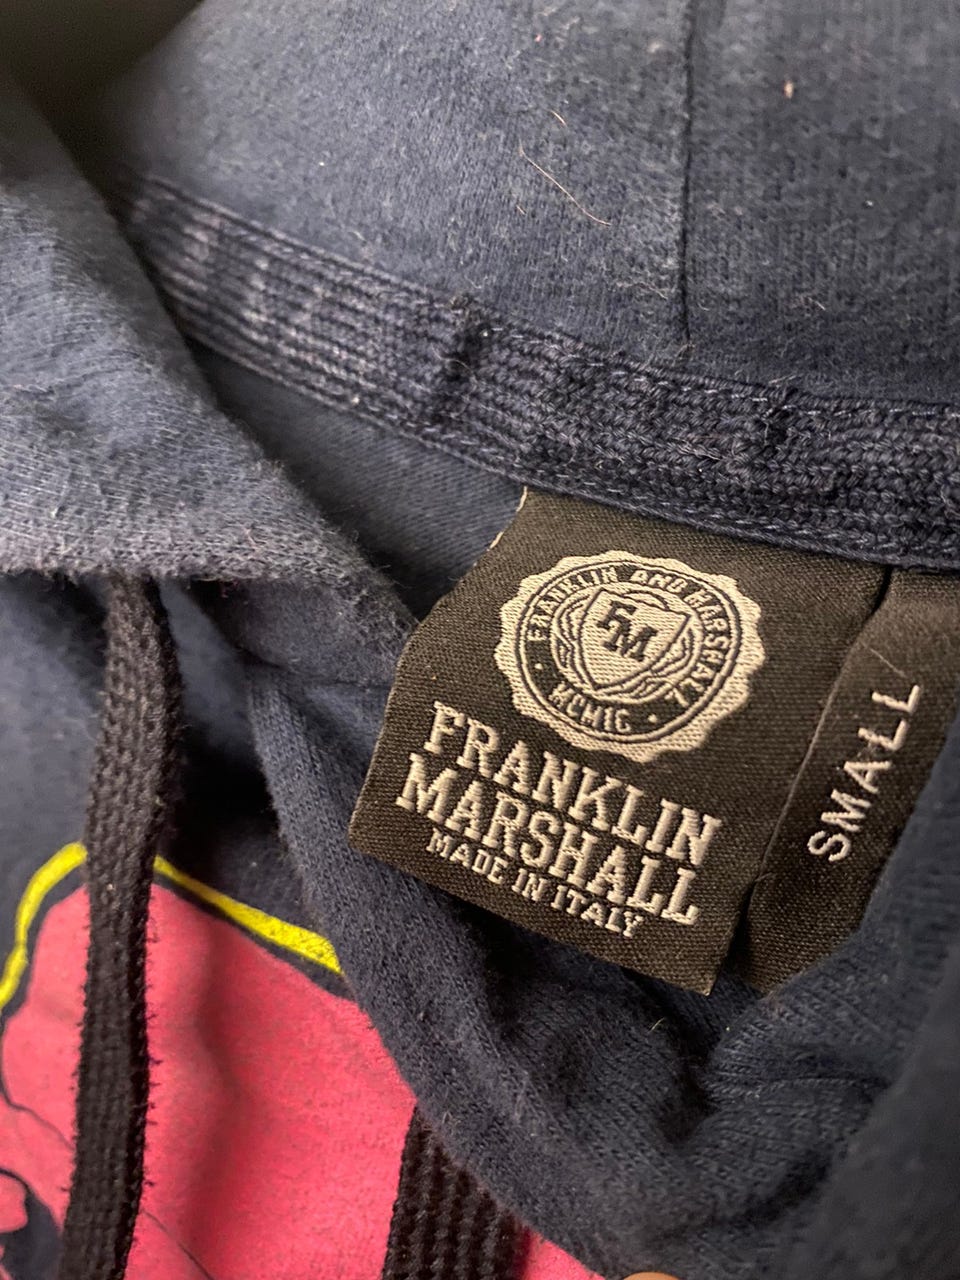 FRANKLIN AND MARSHALL
FM
MCMIC
FRANKLIN
MARSHALL
MADE IN ITALY
SMALL